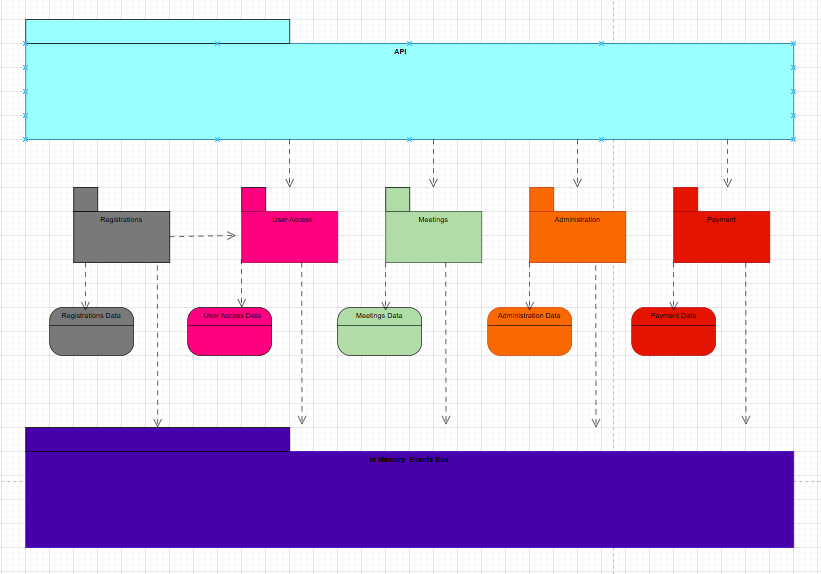 API
Registrations
User Access
Meetings
Administration
Payment
Registrations Data
User Access Data
Meetings Data
Administration Data
Payment Data
In Memory Events Bus